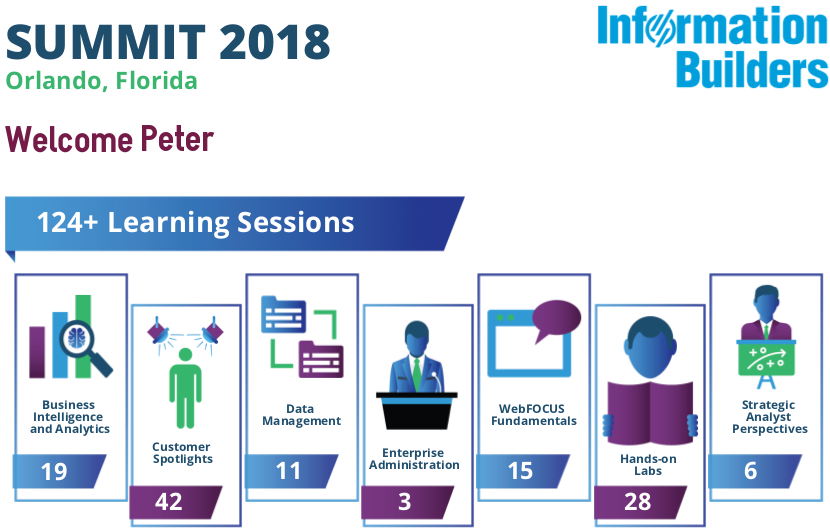 SUMMIT 2018
Orlando, Florida
Information
Builders
Welcome Peter
124+ Learning Sessions
Business
Intelligence
and Analytics
19
Customer
Spotlights
42
Data
Management
11
Enterprise
Administration
3
WebFOCUS
Fundamentals
15
Hands-on
Labs
28
Strategic
Analyst
Perspectives
6